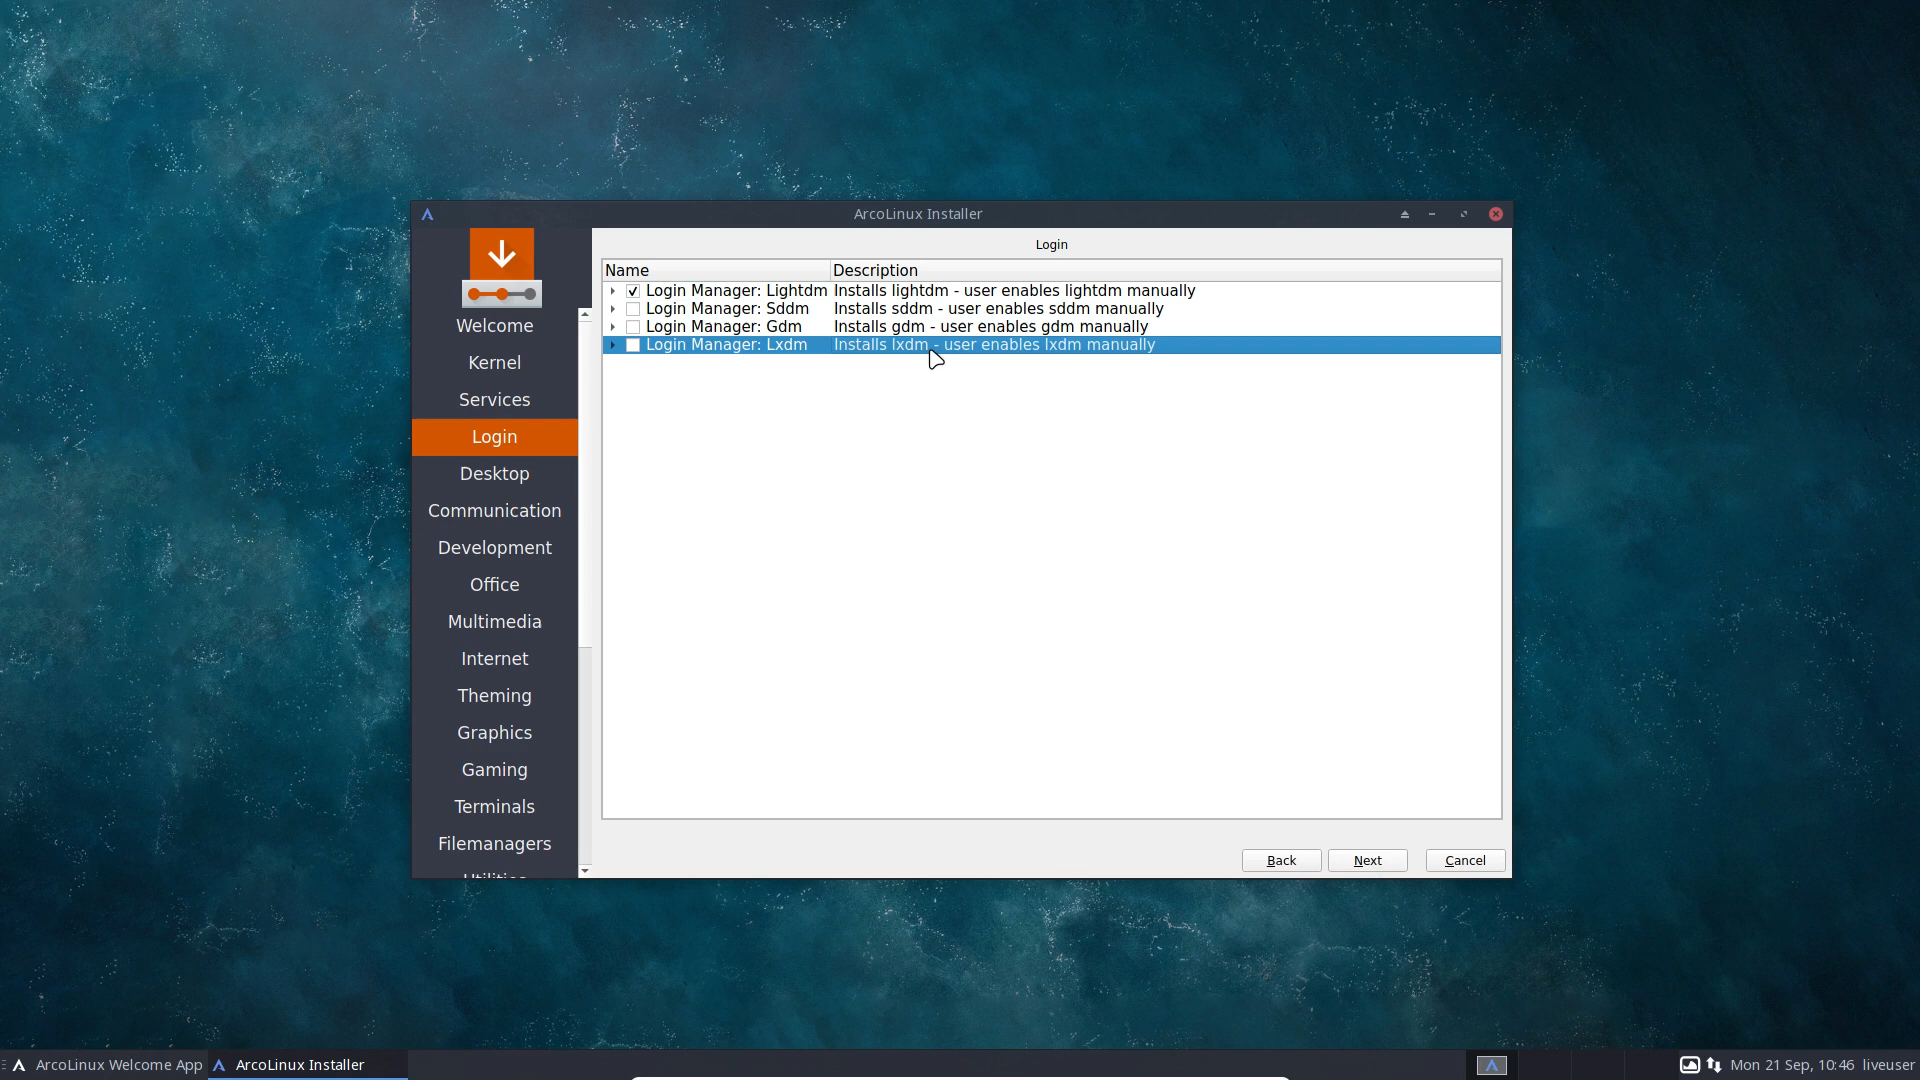 ArcoLinux Installer
Login
Name Description
Login Manager: Lightdm Installs lightdm - user enables lightdm manually
Login Manager: Sddm Installs sddm - user enables sddm manually
Login Manager: Gdm Installs gdm - user enables gdm manually
Login Manager: Lxdm Installs lxdm - user enables lxdm manually
Welcome
Kernel
Services
Login
Desktop
Communication
Development
Office
Multimedia
Internet
Theming
Graphics
Gaming
Terminals
Filemanagers
Utilities
Back Next Cancel
ArcoLinux Welcome App ArcoLinux Installer Mon 21 Sep, 10:46 liveuser